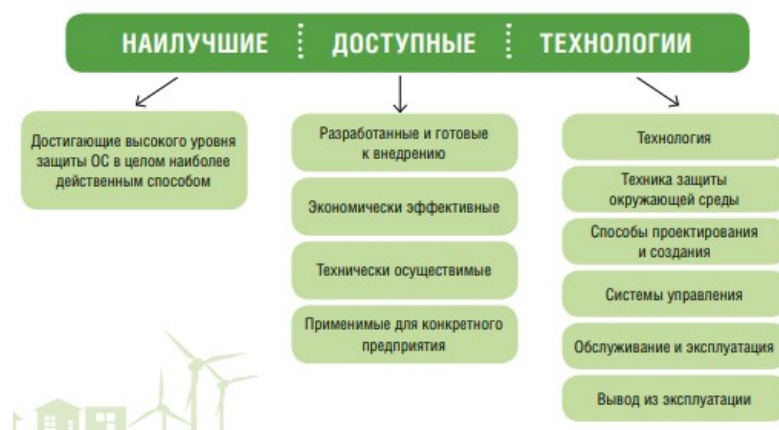 НАИЛУЧШИЕ ДОСТУПНЫЕ ТЕХНОЛОГИИ
Достигающие высокого уровня
защиты ОС в целом наиболее
действенным способом
Разработанные и готовые
к внедрению
Экономически эффективные
Технически осуществимые
Применимые для конкретного
предприятия
Технология
Техника защиты
окружающей среды
Способы проектирования
и создания
Системы управления
Обслуживание и эксплуатация
Вывод из эксплуатации